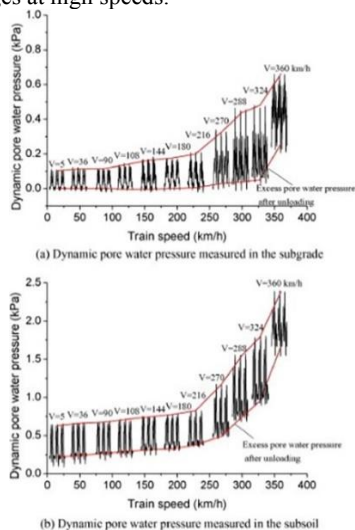 ges at high speeds.
1.0
0.8
0.6
0.4
0.2
0.0
Dynamic pore water pressure (kPa)
V=5 V=36 V=90 V=108 V=144 V=180
V=216
V=270
V=288
V=324
V=360 km/h
Excess pore water pressure
after unloading
0 50 100 150 200 250 300 350 400
Train speed (km/h)
(a) Dynamic pore water pressure measured in the subgrade
2.5
2.0
1.5
1.0
0.5
0.0
Dynamic pore water pressure (kPa)
V=5 V=36 V=90 V=108 V=144 V=180
V=216
V=270
V=288
V=324
V=360 km/h
Excess pore water pressure
after unloading
0 50 100 150 200 250 300 350 400
Train speed (km/h)
(b) Dynamic pore water pressure measured in the subsoil